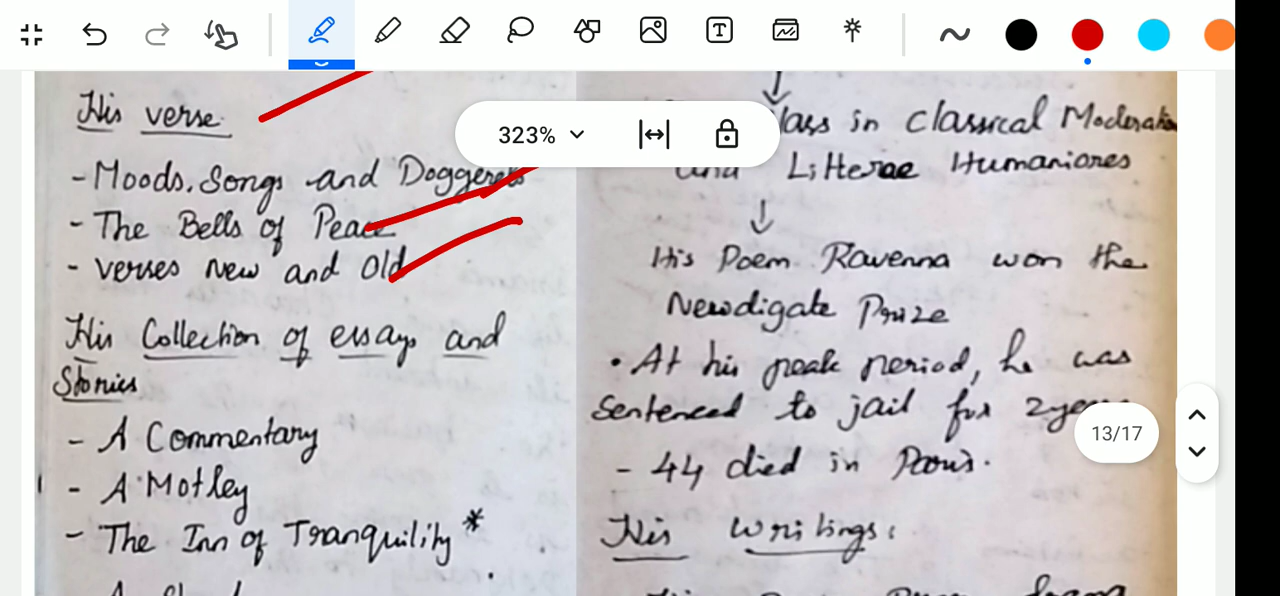 323%
His verse
- Moods, Songs and Doggerels
- The Bells of Peace
- Verses New and Old
His Collection of essays and
Stories
- A Commentary
- A Motley
- The Inn of Tranquility *
in classical Moderation
and Litterae Humaniores
His Poem Ravenna won the
Newdigate Prize
• At his peak period, he was
Sentenced to jail for 2 years
- 44 died in Paris.
His writings:
13/17